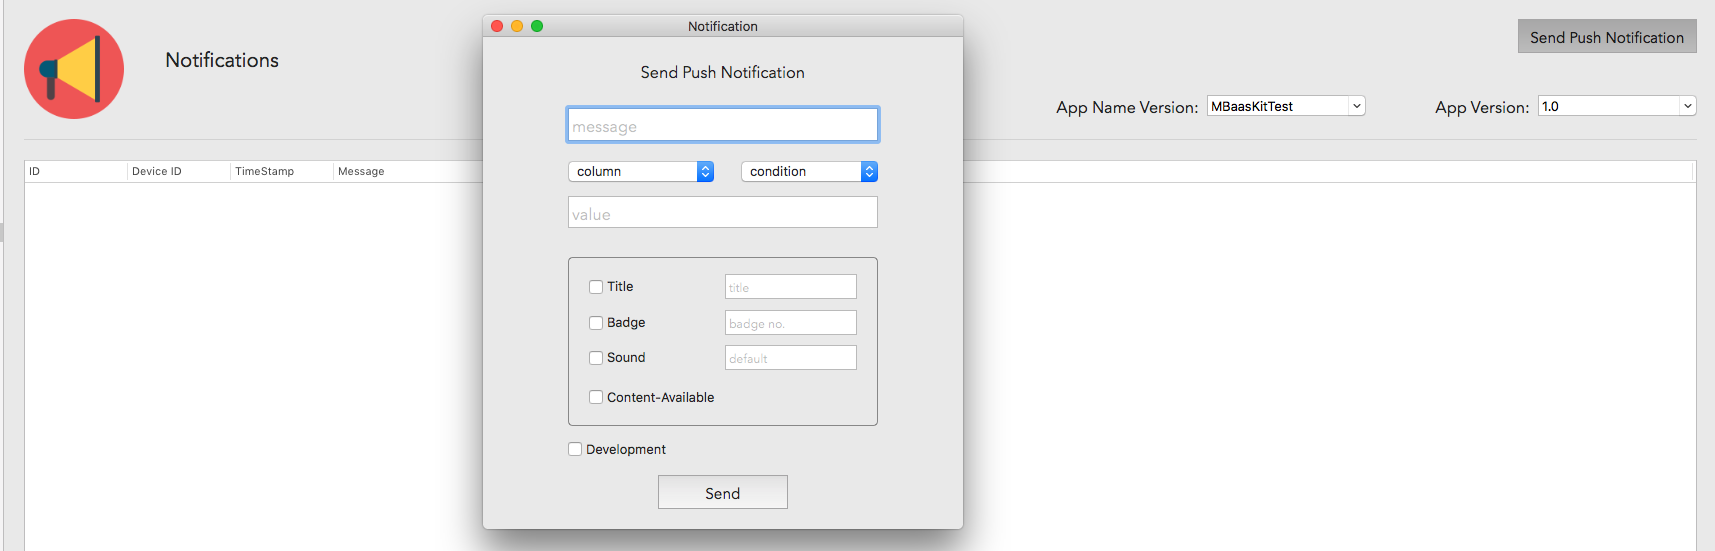 Notification
Notifications
Send Push Notification
App Name Version: MBaasKitTest
App Version: 1.0
ID Device ID TimeStamp Message
Send Push Notification
message
column condition
value
Title title
Badge badge no.
Sound default
Content-Available
Development
Send